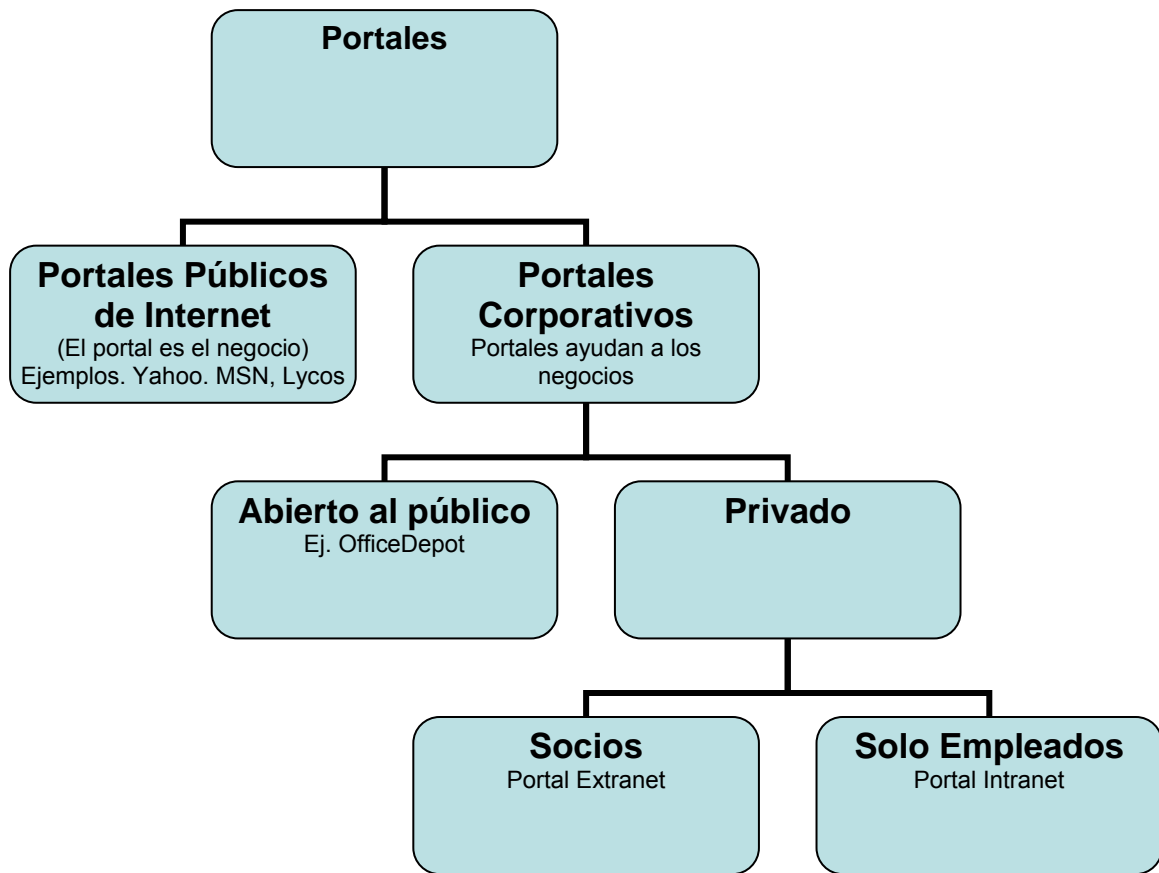 Portales
Portales Públicos
de Internet
(El portal es el negocio)
Ejemplos. Yahoo. MSN, Lycos
Portales
Corporativos
Portales ayudan a los
negocios
Abierto al público
Ej. OfficeDepot
Privado
Socios
Portal Extranet
Solo Empleados
Portal Intranet